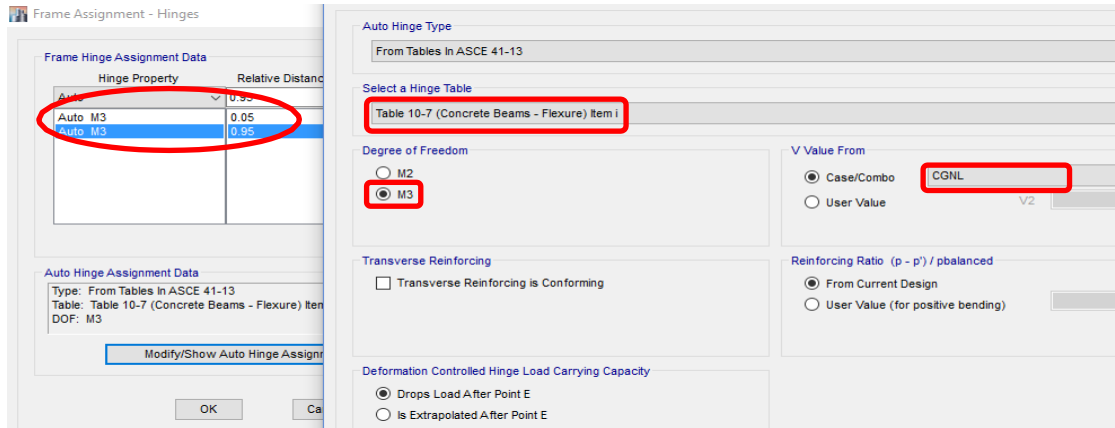 Frame Assignment - Hinges
Frame Hinge Assignment Data
Hinge Property Relative Distanc
Auto 0.95
Auto M3 0.05
Auto M3 0.95
Auto Hinge Assignment Data
Type: From Tables In ASCE 41-13
Table: Table 10-7 (Concrete Beams - Flexure) Iten
DOF: M3
Modify/Show Auto Hinge Assignr
OK Ca
Auto Hinge Type
From Tables In ASCE 41-13
Select a Hinge Table
Table 10-7 (Concrete Beams - Flexure) Item i
Degree of Freedom
M2
M3
V Value From
Case/Combo CGNL
User Value V2
Transverse Reinforcing
Transverse Reinforcing is Conforming
Reinforcing Ratio (p - p') / pbalanced
From Current Design
User Value (for positive bending)
Deformation Controlled Hinge Load Carrying Capacity
Drops Load After Point E
Is Extrapolated After Point E